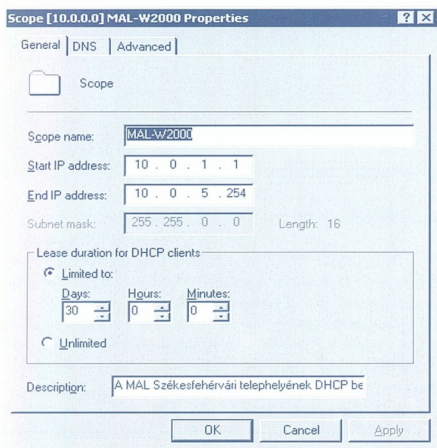 Scope [10.0.0.0] MAL-W2000 Properties
General DNS Advanced
Scope
Scope name: MAL-W2000
Start IP address: 10 . 0 . 1 . 1
End IP address: 10 . 0 . 5 . 254
Subnet mask: 255 . 255 . 0 . 0 Length: 16
Lease duration for DHCP clients
Limited to:
Days: Hours: Minutes:
30 0 0
Unlimited
Description: A MAL Székesfehérvári telephelyének DHCP be
OK Cancel Apply